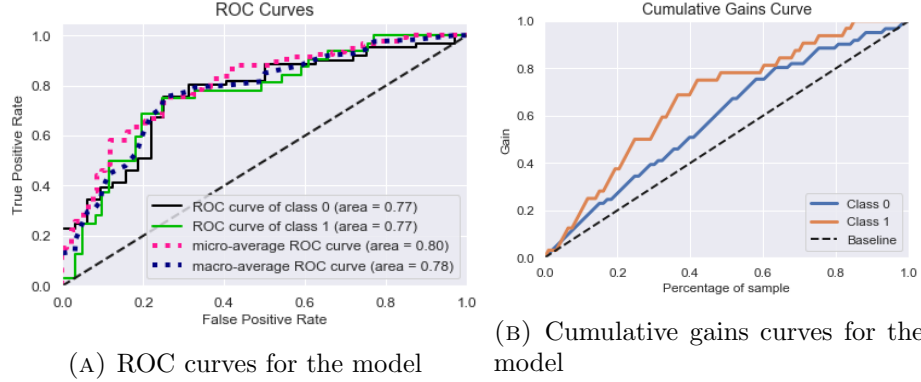 ROC Curves
True Positive Rate
1.0
0.8
0.6
0.4
0.2
0.0
ROC curve of class 0 (area = 0.77)
ROC curve of class 1 (area = 0.77)
micro-average ROC curve (area = 0.80)
macro-average ROC curve (area = 0.78)
0.0 0.2 0.4 0.6 0.8 1.0
False Positive Rate
(A) ROC curves for the model
Cumulative Gains Curve
Gain
1.0
0.8
0.6
0.4
0.2
0.0
Class 0
Class 1
Baseline
0.0 0.2 0.4 0.6 0.8 1.0
Percentage of sample
(B) Cumulative gains curves for the
model